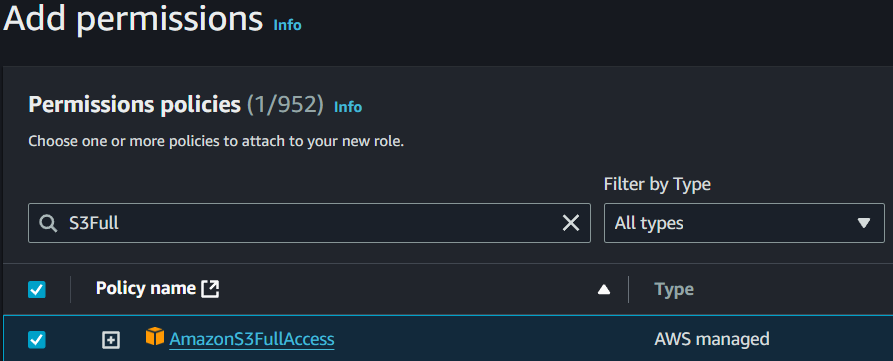 Add permissions Info
Permissions policies (1/952) Info
Choose one or more policies to attach to your new role.
Filter by Type
S3Full
All types
Policy name
Type
AmazonS3FullAccess
AWS managed